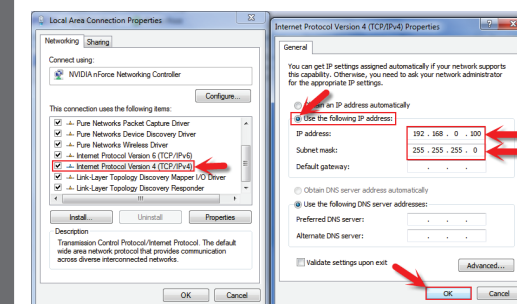 Local Area Connection Properties
Networking Sharing
Connect using:
NVIDIA nForce Networking Controller
Configure...
This connection uses the following items:
Pure Networks Packet Capture Driver
Pure Networks Device Discovery Driver
Pure Networks Wireless Driver
Internet Protocol Version 6 (TCP/IPv6)
Internet Protocol Version 4 (TCP/IPv4)
Link-Layer Topology Discovery Mapper I/O Driver
Link-Layer Topology Discovery Responder
Install... Uninstall Properties
Description
Transmission Control Protocol/Internet Protocol. The default
wide area network protocol that provides communication
across diverse interconnected networks.
OK Cancel
Internet Protocol Version 4 (TCP/IPv4) Properties
General
You can get IP settings assigned automatically if your network supports
this capability. Otherwise, you need to ask your network administrator
for the appropriate IP settings.
an IP address automatically
Use the following IP address:
IP address: 192 . 168 . 0 . 100
Subnet mask: 255 . 255 . 255 . 0
Default gateway: . . .
Obtain DNS server address automatically
Use the following DNS server addresses:
Preferred DNS server: . . .
Alternate DNS server: . . .
Validate settings upon exit Advanced...
OK Cancel